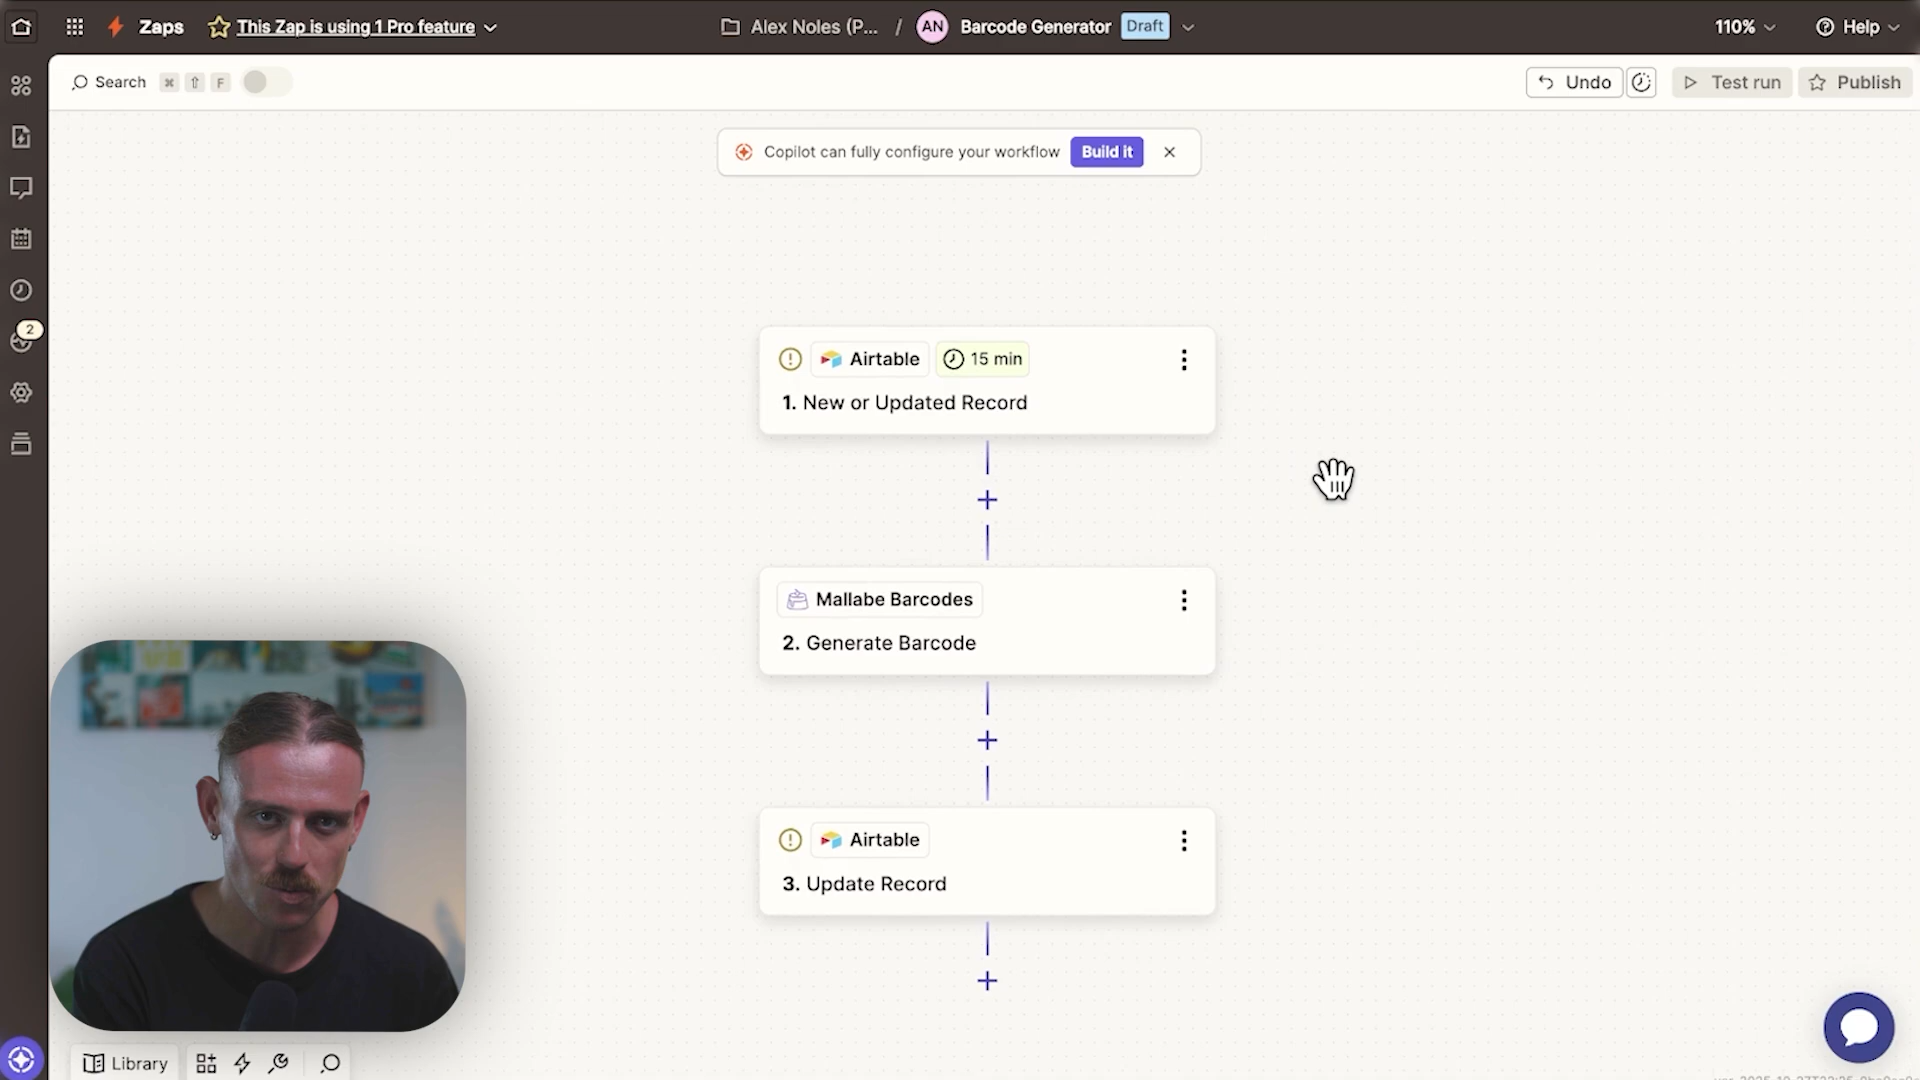 Zaps
This Zap is using 1 Pro feature
Alex Noles (P... / AN Barcode Generator Draft
110%
Help
Search ⌘ ⇧ F
Undo
Test run
Publish
Copilot can fully configure your workflow Build it
2
Airtable 15 min
1. New or Updated Record
Mallabe Barcodes
2. Generate Barcode
Airtable
3. Update Record
Library